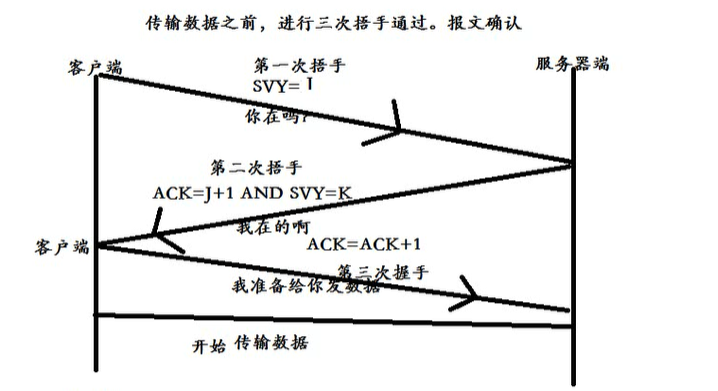 传输数据之前，进行三次捂手通过。报文确认
客户端
服务器端
第一次捂手
SVY= J
你在吗?
第二次捂手
ACK=J+1 AND SVY=K
我在的啊
客户端
ACK=ACK+1
第三次握手
我准备给你发数据
开始 传输数据